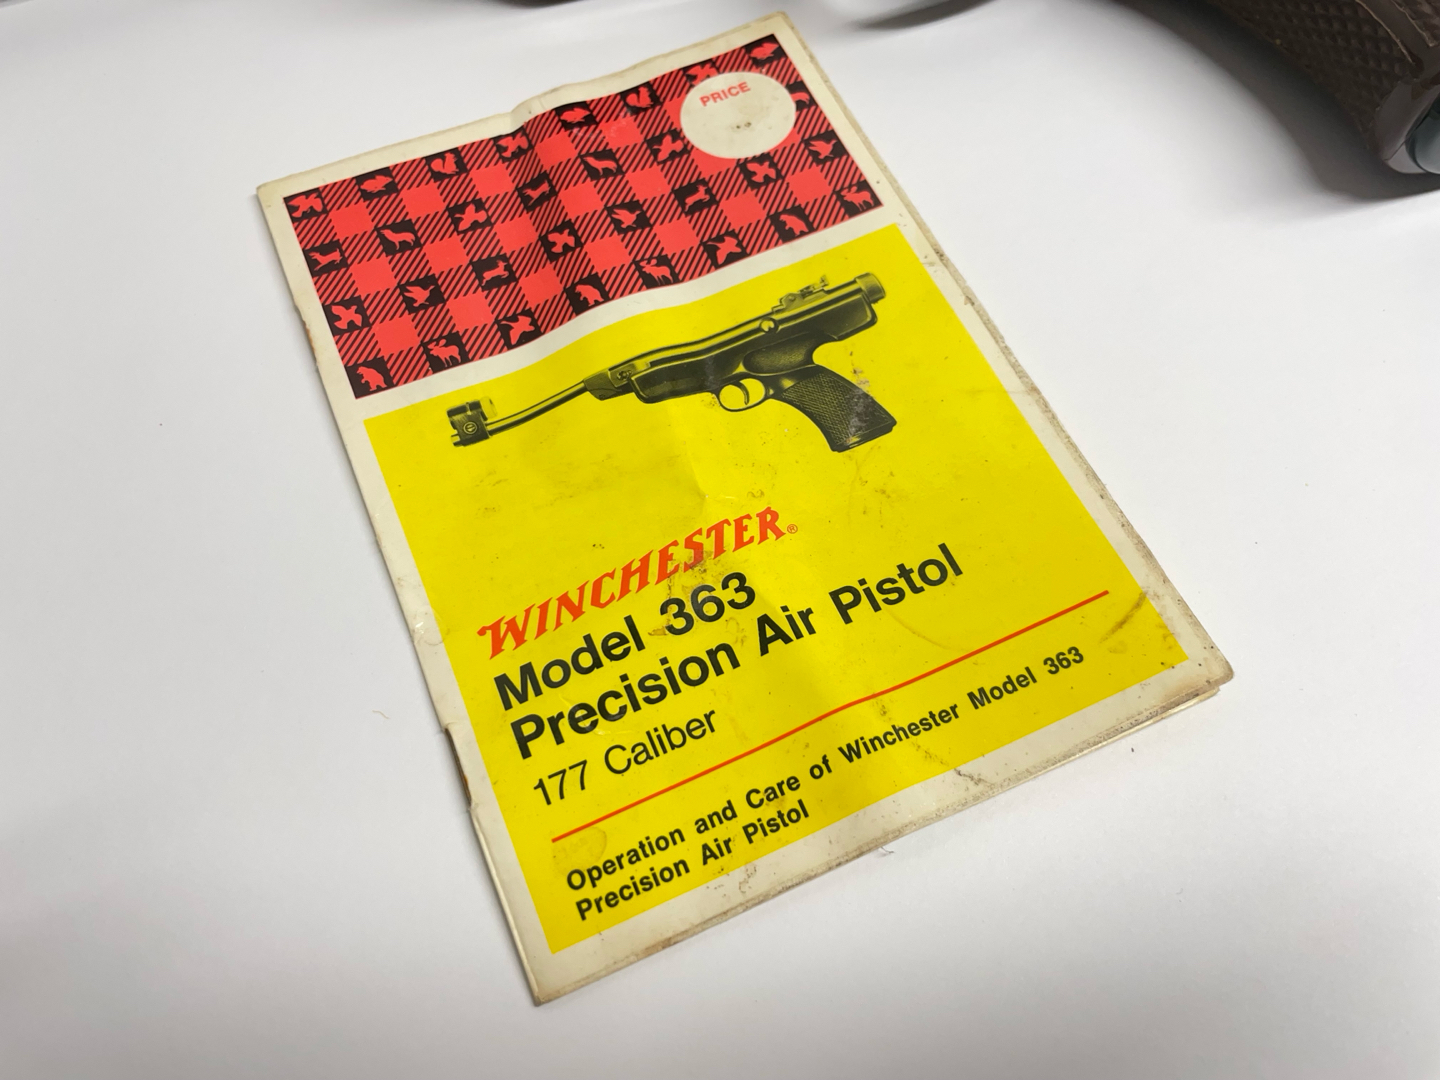 PRICE
WINCHESTER®
Model 363
Precision Air Pistol
177 Caliber
Operation and Care of Winchester Model 363
Precision Air Pistol